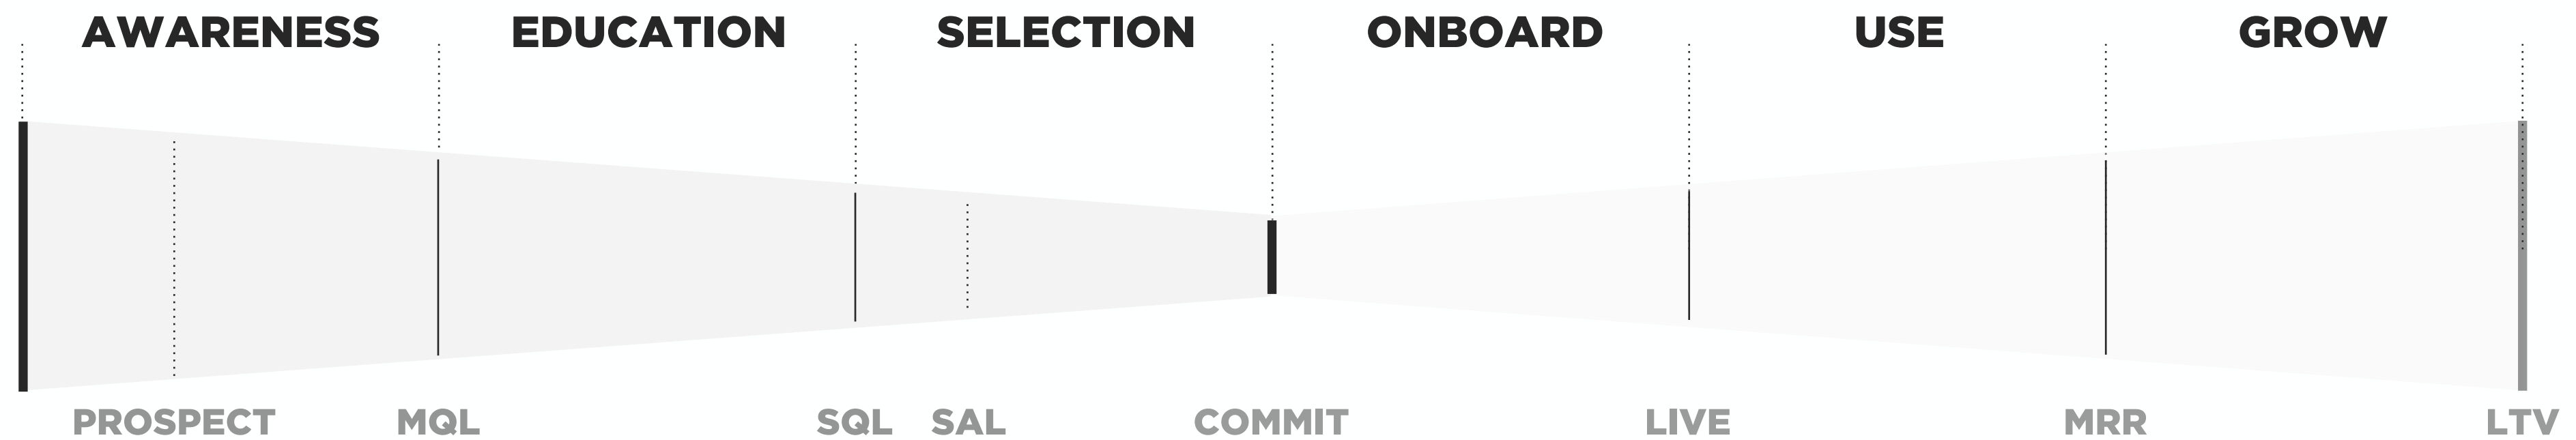 AWARENESS EDUCATION SELECTION ONBOARD USE GROW
PROSPECT MQL SQL SAL COMMIT LIVE MRR LTV